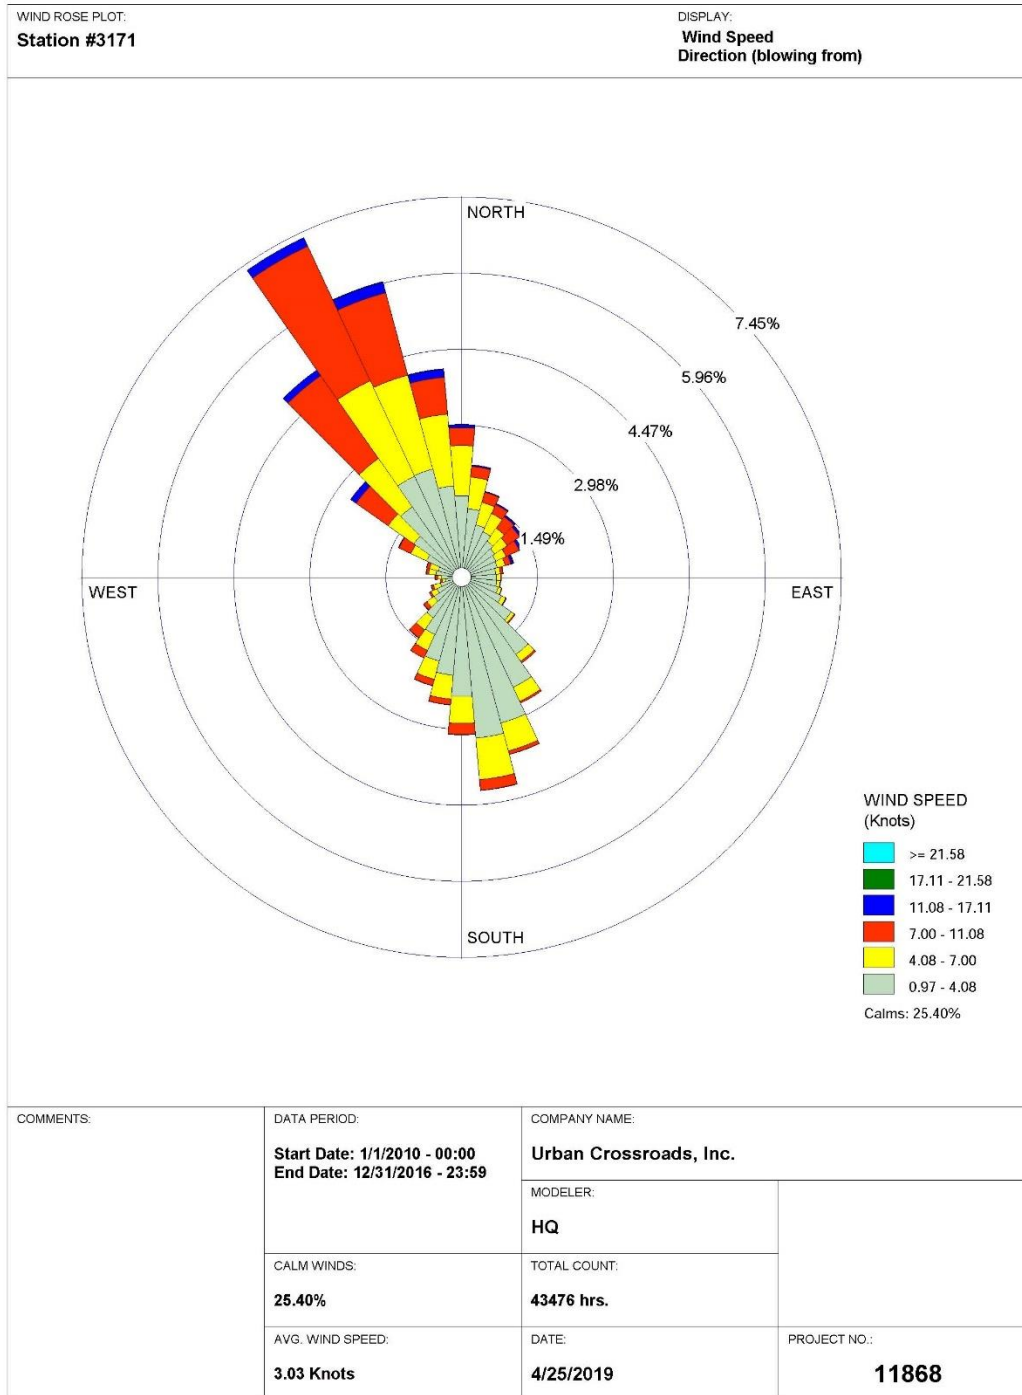 WIND ROSE PLOT:
Station #3171
DISPLAY:
Wind Speed
Direction (blowing from)
NORTH
7.45%
5.96%
4.47%
2.98%
1.49%
WEST
EAST
SOUTH
WIND SPEED
(Knots)
>= 21.58
17.11 - 21.58
11.08 - 17.11
7.00 - 11.08
4.08 - 7.00
0.97 - 4.08
Calms: 25.40%
COMMENTS:
DATA PERIOD:
Start Date: 1/1/2010 - 00:00
End Date: 12/31/2016 - 23:59
COMPANY NAME:
Urban Crossroads, Inc.
MODELER:
HQ
CALM WINDS:
25.40%
TOTAL COUNT:
43476 hrs.
AVG. WIND SPEED:
3.03 Knots
DATE:
4/25/2019
PROJECT NO.:
11868